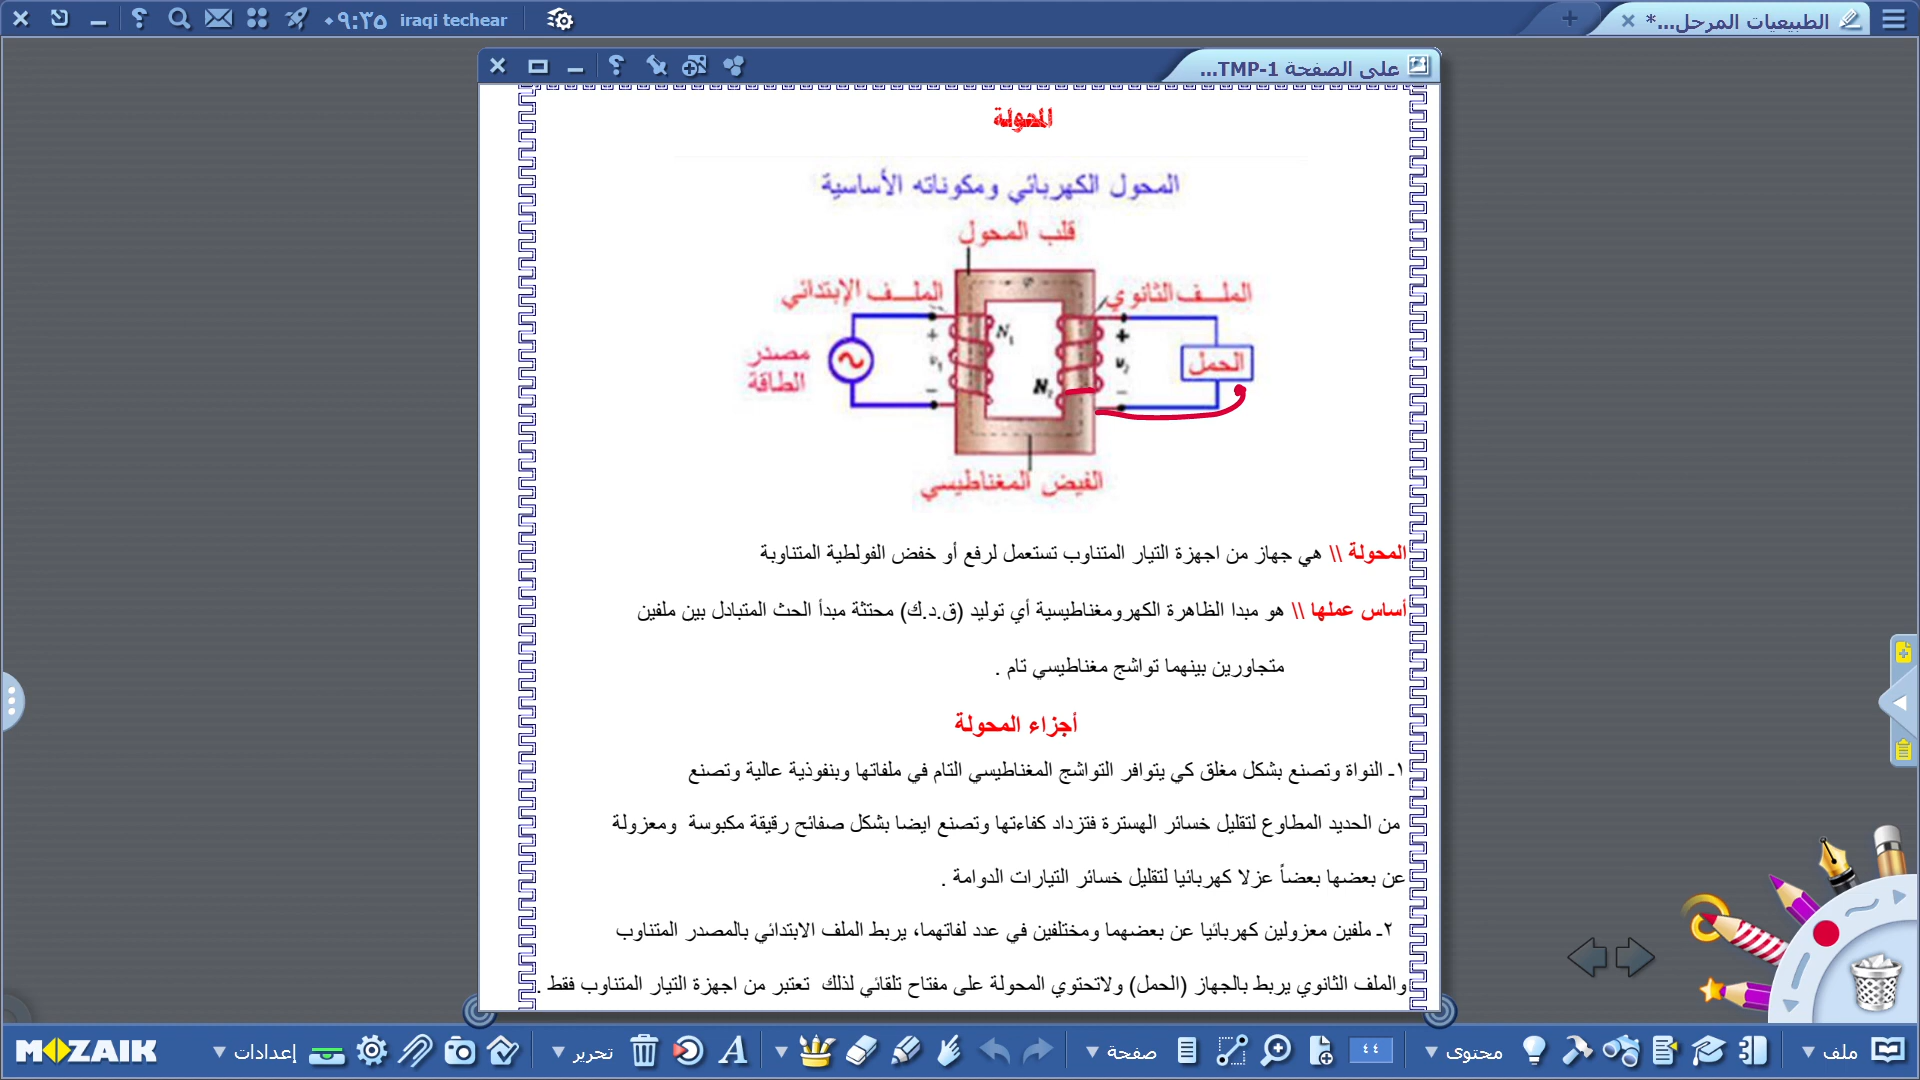 الطبيعيات المرحل...*
iraqi techear ٠٩:٣٥
على الصفحة TMP-1...
المحولة
المحول الكهربائي ومكوناته الأساسية
قلب المحول
الملف الإبتدائي
الملف الثانوي
مصدر
الطاقة
+
N1
v1
−
+
v2
N2
−
الحمل
الفيض المغناطيسي
المحولة \\ هي جهاز من اجهزة التيار المتناوب تستعمل لرفع أو خفض الفولطية المتناوبة
أساس عملها \\ هو مبدا الظاهرة الكهرومغناطيسية أي توليد (ق.د.ك) محتثة مبدأ الحث المتبادل بين ملفين
متجاورين بينهما تواشج مغناطيسي تام .
أجزاء المحولة
١ـ النواة وتصنع بشكل مغلق كي يتوافر التواشج المغناطيسي التام في ملفاتها وبنفوذية عالية وتصنع
من الحديد المطاوع لتقليل خسائر الهسترة فتزداد كفاءتها وتصنع ايضا بشكل صفائح رقيقة مكبوسة ومعزولة
عن بعضها بعضاً عزلا كهربائيا لتقليل خسائر التيارات الدوامة .
٢ـ ملفين معزولين كهربائيا عن بعضهما ومختلفين في عدد لفاتهما، يربط الملف الابتدائي بالمصدر المتناوب
والملف الثانوي يربط بالجهاز (الحمل) ولاتحتوي المحولة على مفتاح تلقائي لذلك تعتبر من اجهزة التيار المتناوب فقط .
ملف محتوى ٤٤ صفحة تحرير إعدادات MOZAIK